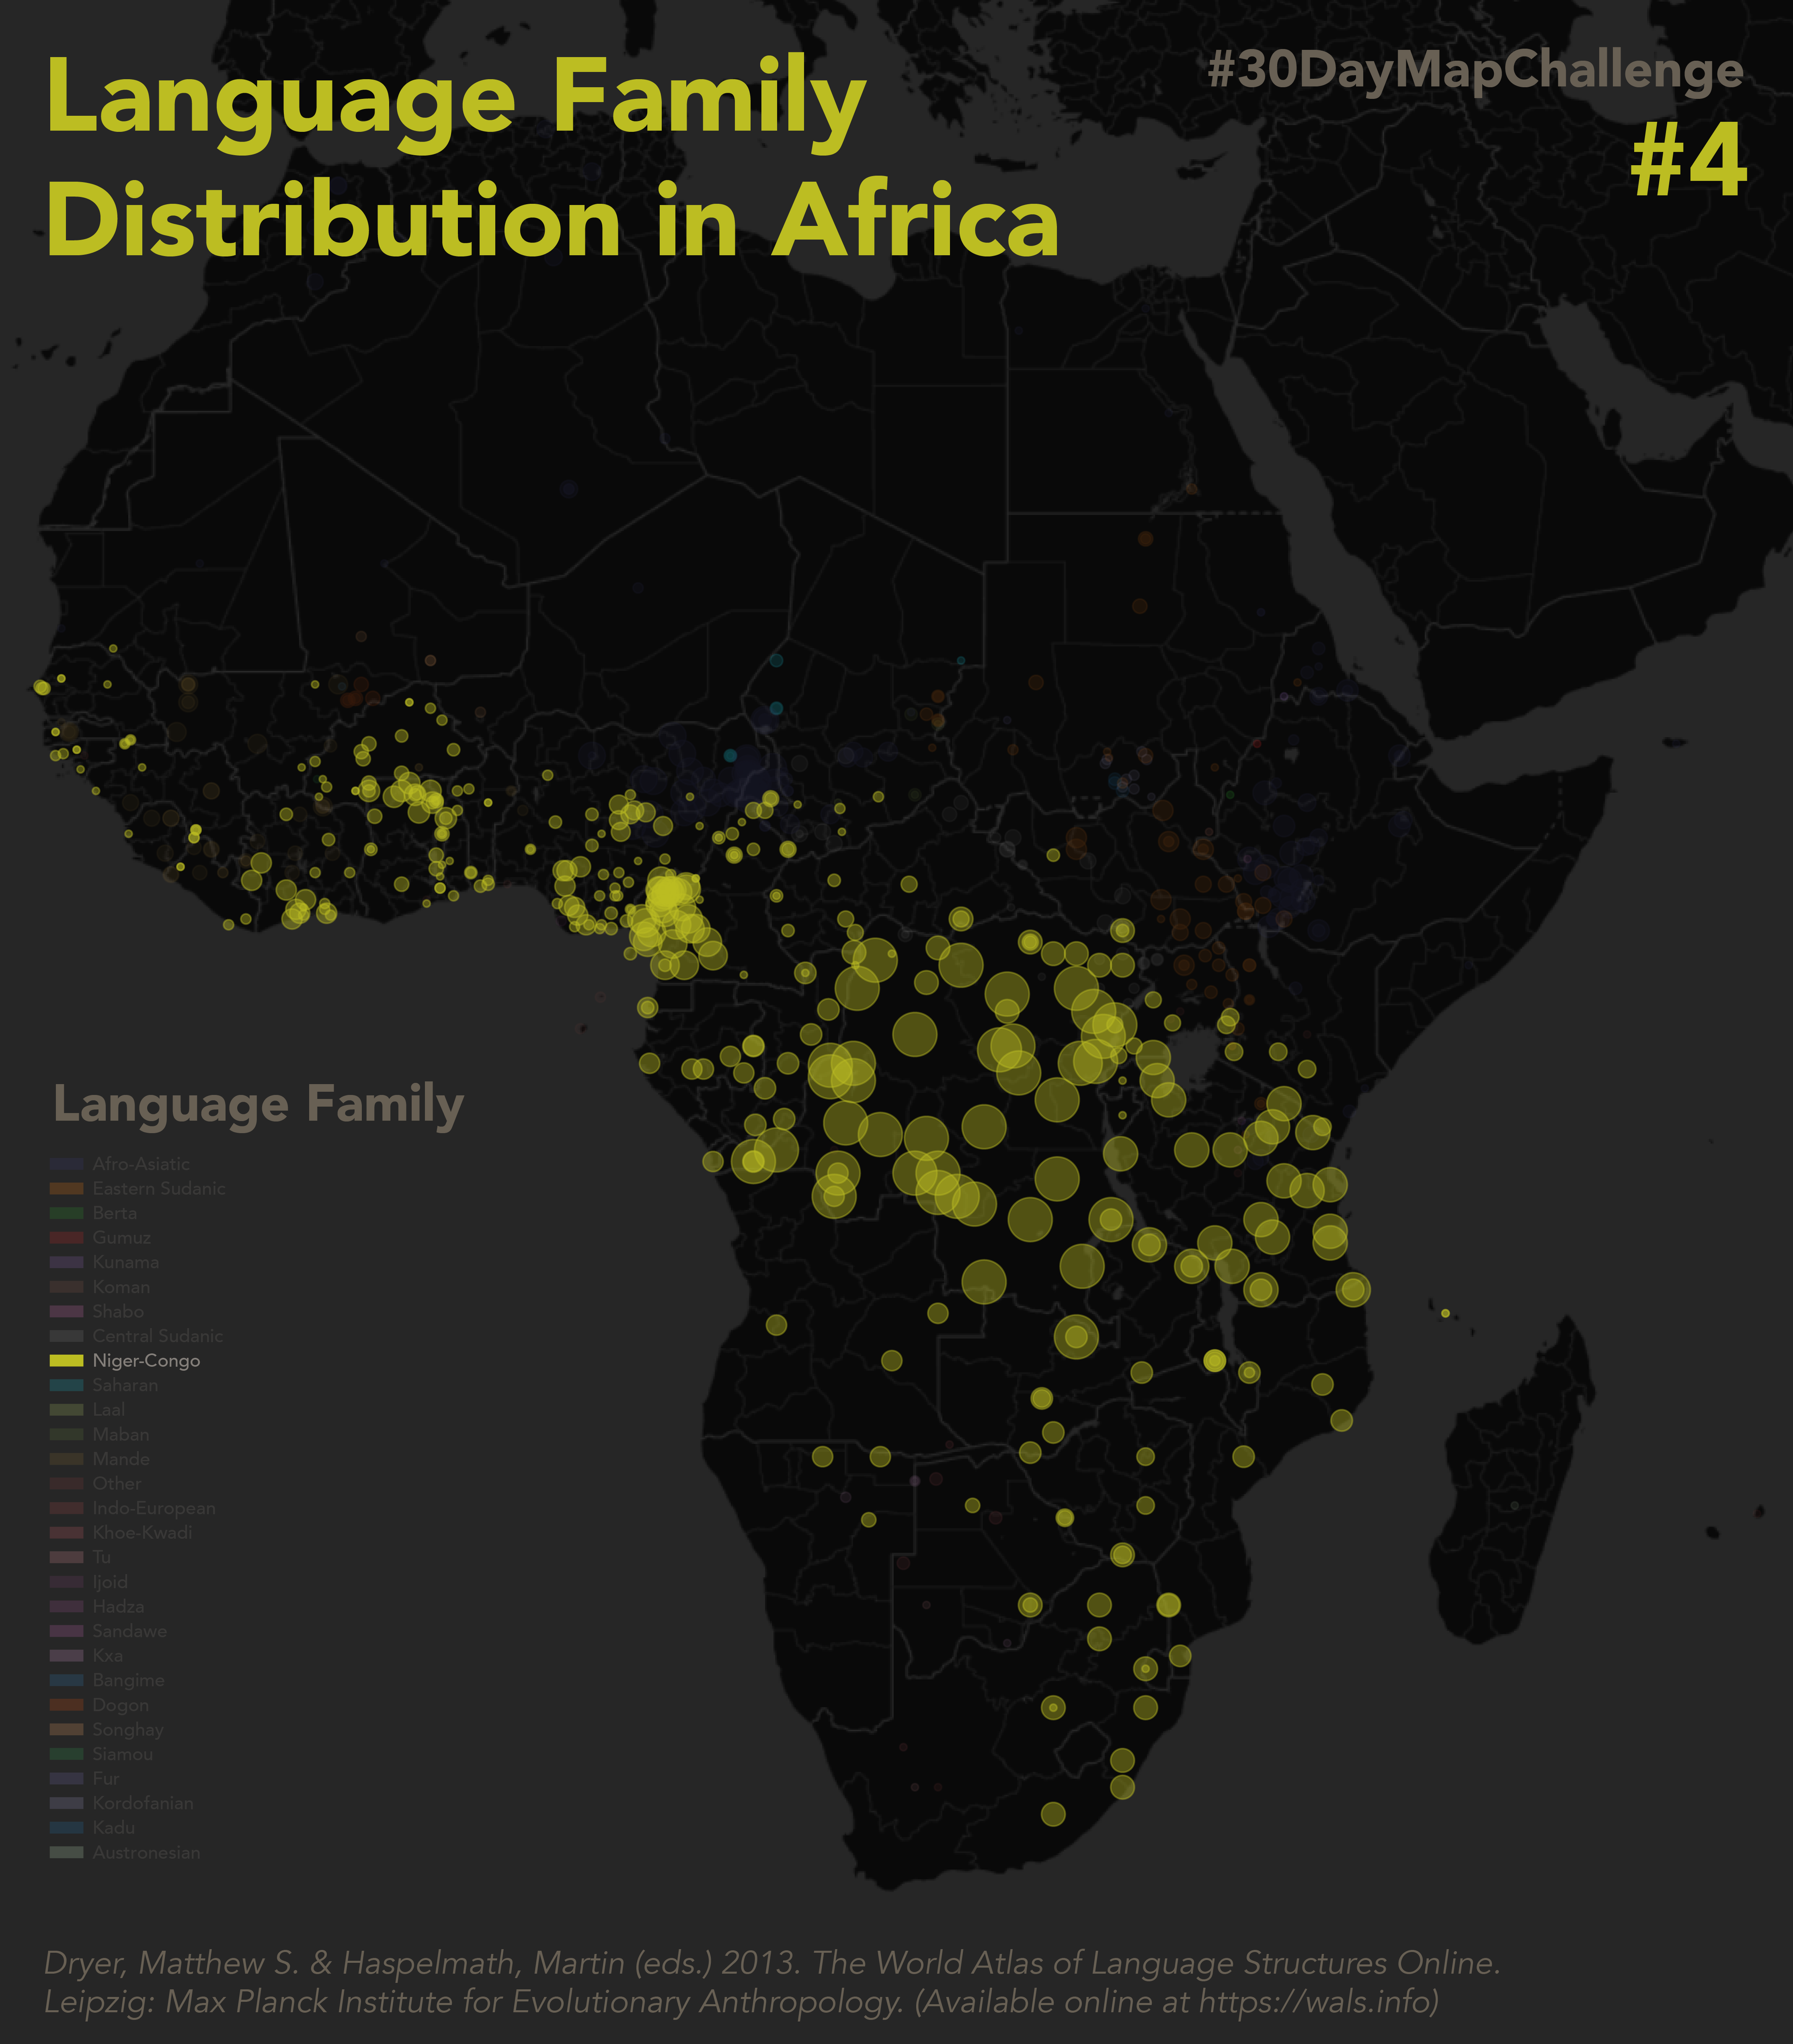 Language Family
Distribution in Africa
#30DayMapChallenge
#4
Language Family
Afro-Asiatic
Eastern Sudanic
Berta
Gumuz
Kunama
Koman
Shabo
Central Sudanic
Niger-Congo
Saharan
Laal
Maban
Mande
Other
Indo-European
Khoe-Kwadi
Tu
Ijoid
Hadza
Sandawe
Kxa
Bangime
Dogon
Songhay
Siamou
Fur
Kordofanian
Kadu
Austronesian
Dryer, Matthew S. & Haspelmath, Martin (eds.) 2013. The World Atlas of Language Structures Online.
Leipzig: Max Planck Institute for Evolutionary Anthropology. (Available online at https://wals.info)